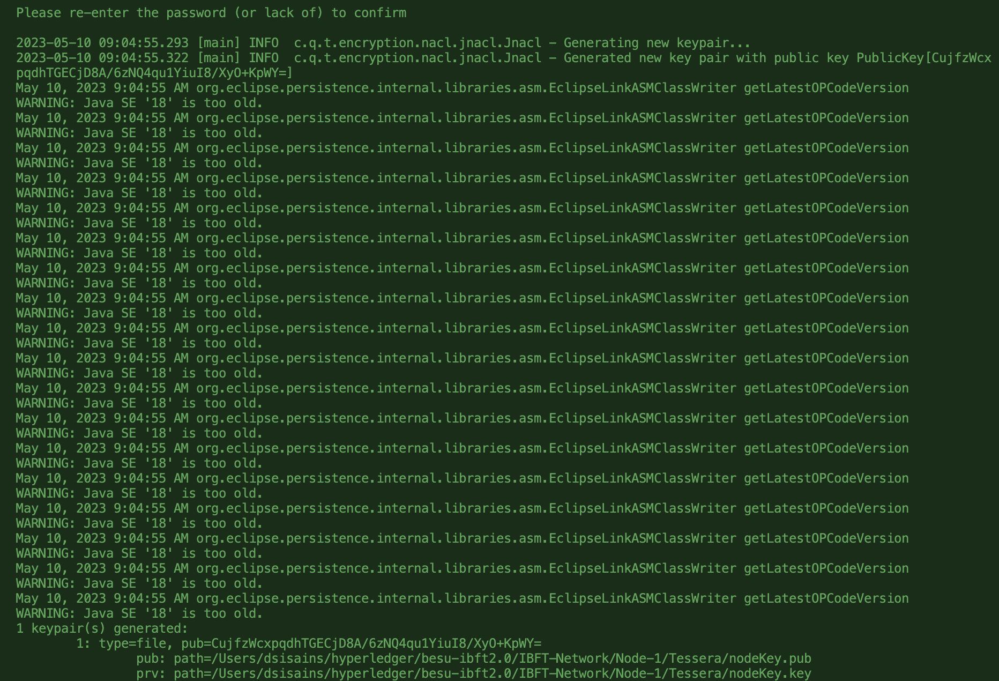 Please re-enter the password (or lack of) to confirm
2023-05-10 09:04:55.293 [main] INFO  c.q.t.encryption.nacl.jnacl.Jnacl - Generating new keypair...
2023-05-10 09:04:55.322 [main] INFO  c.q.t.encryption.nacl.jnacl.Jnacl - Generated new key pair with public key PublicKey[CujfzWcx
pqdhTGECjD8A/6zNQ4qu1YiuI8/XyO+KpWY=]
May 10, 2023 9:04:55 AM org.eclipse.persistence.internal.libraries.asm.EclipseLinkASMClassWriter getLatestOPCodeVersion
WARNING: Java SE '18' is too old.
May 10, 2023 9:04:55 AM org.eclipse.persistence.internal.libraries.asm.EclipseLinkASMClassWriter getLatestOPCodeVersion
WARNING: Java SE '18' is too old.
May 10, 2023 9:04:55 AM org.eclipse.persistence.internal.libraries.asm.EclipseLinkASMClassWriter getLatestOPCodeVersion
WARNING: Java SE '18' is too old.
May 10, 2023 9:04:55 AM org.eclipse.persistence.internal.libraries.asm.EclipseLinkASMClassWriter getLatestOPCodeVersion
WARNING: Java SE '18' is too old.
May 10, 2023 9:04:55 AM org.eclipse.persistence.internal.libraries.asm.EclipseLinkASMClassWriter getLatestOPCodeVersion
WARNING: Java SE '18' is too old.
May 10, 2023 9:04:55 AM org.eclipse.persistence.internal.libraries.asm.EclipseLinkASMClassWriter getLatestOPCodeVersion
WARNING: Java SE '18' is too old.
May 10, 2023 9:04:55 AM org.eclipse.persistence.internal.libraries.asm.EclipseLinkASMClassWriter getLatestOPCodeVersion
WARNING: Java SE '18' is too old.
May 10, 2023 9:04:55 AM org.eclipse.persistence.internal.libraries.asm.EclipseLinkASMClassWriter getLatestOPCodeVersion
WARNING: Java SE '18' is too old.
May 10, 2023 9:04:55 AM org.eclipse.persistence.internal.libraries.asm.EclipseLinkASMClassWriter getLatestOPCodeVersion
WARNING: Java SE '18' is too old.
May 10, 2023 9:04:55 AM org.eclipse.persistence.internal.libraries.asm.EclipseLinkASMClassWriter getLatestOPCodeVersion
WARNING: Java SE '18' is too old.
May 10, 2023 9:04:55 AM org.eclipse.persistence.internal.libraries.asm.EclipseLinkASMClassWriter getLatestOPCodeVersion
WARNING: Java SE '18' is too old.
May 10, 2023 9:04:55 AM org.eclipse.persistence.internal.libraries.asm.EclipseLinkASMClassWriter getLatestOPCodeVersion
WARNING: Java SE '18' is too old.
May 10, 2023 9:04:55 AM org.eclipse.persistence.internal.libraries.asm.EclipseLinkASMClassWriter getLatestOPCodeVersion
WARNING: Java SE '18' is too old.
May 10, 2023 9:04:55 AM org.eclipse.persistence.internal.libraries.asm.EclipseLinkASMClassWriter getLatestOPCodeVersion
WARNING: Java SE '18' is too old.
May 10, 2023 9:04:55 AM org.eclipse.persistence.internal.libraries.asm.EclipseLinkASMClassWriter getLatestOPCodeVersion
WARNING: Java SE '18' is too old.
May 10, 2023 9:04:55 AM org.eclipse.persistence.internal.libraries.asm.EclipseLinkASMClassWriter getLatestOPCodeVersion
WARNING: Java SE '18' is too old.
May 10, 2023 9:04:55 AM org.eclipse.persistence.internal.libraries.asm.EclipseLinkASMClassWriter getLatestOPCodeVersion
WARNING: Java SE '18' is too old.
May 10, 2023 9:04:55 AM org.eclipse.persistence.internal.libraries.asm.EclipseLinkASMClassWriter getLatestOPCodeVersion
WARNING: Java SE '18' is too old.
1 keypair(s) generated:
1: type=file, pub=CujfzWcxpqdhTGECjD8A/6zNQ4qu1YiuI8/XyO+KpWY=
pub: path=/Users/dsisains/hyperledger/besu-ibft2.0/IBFT-Network/Node-1/Tessera/nodeKey.pub
prv: path=/Users/dsisains/hyperledger/besu-ibft2.0/IBFT-Network/Node-1/Tessera/nodeKey.key